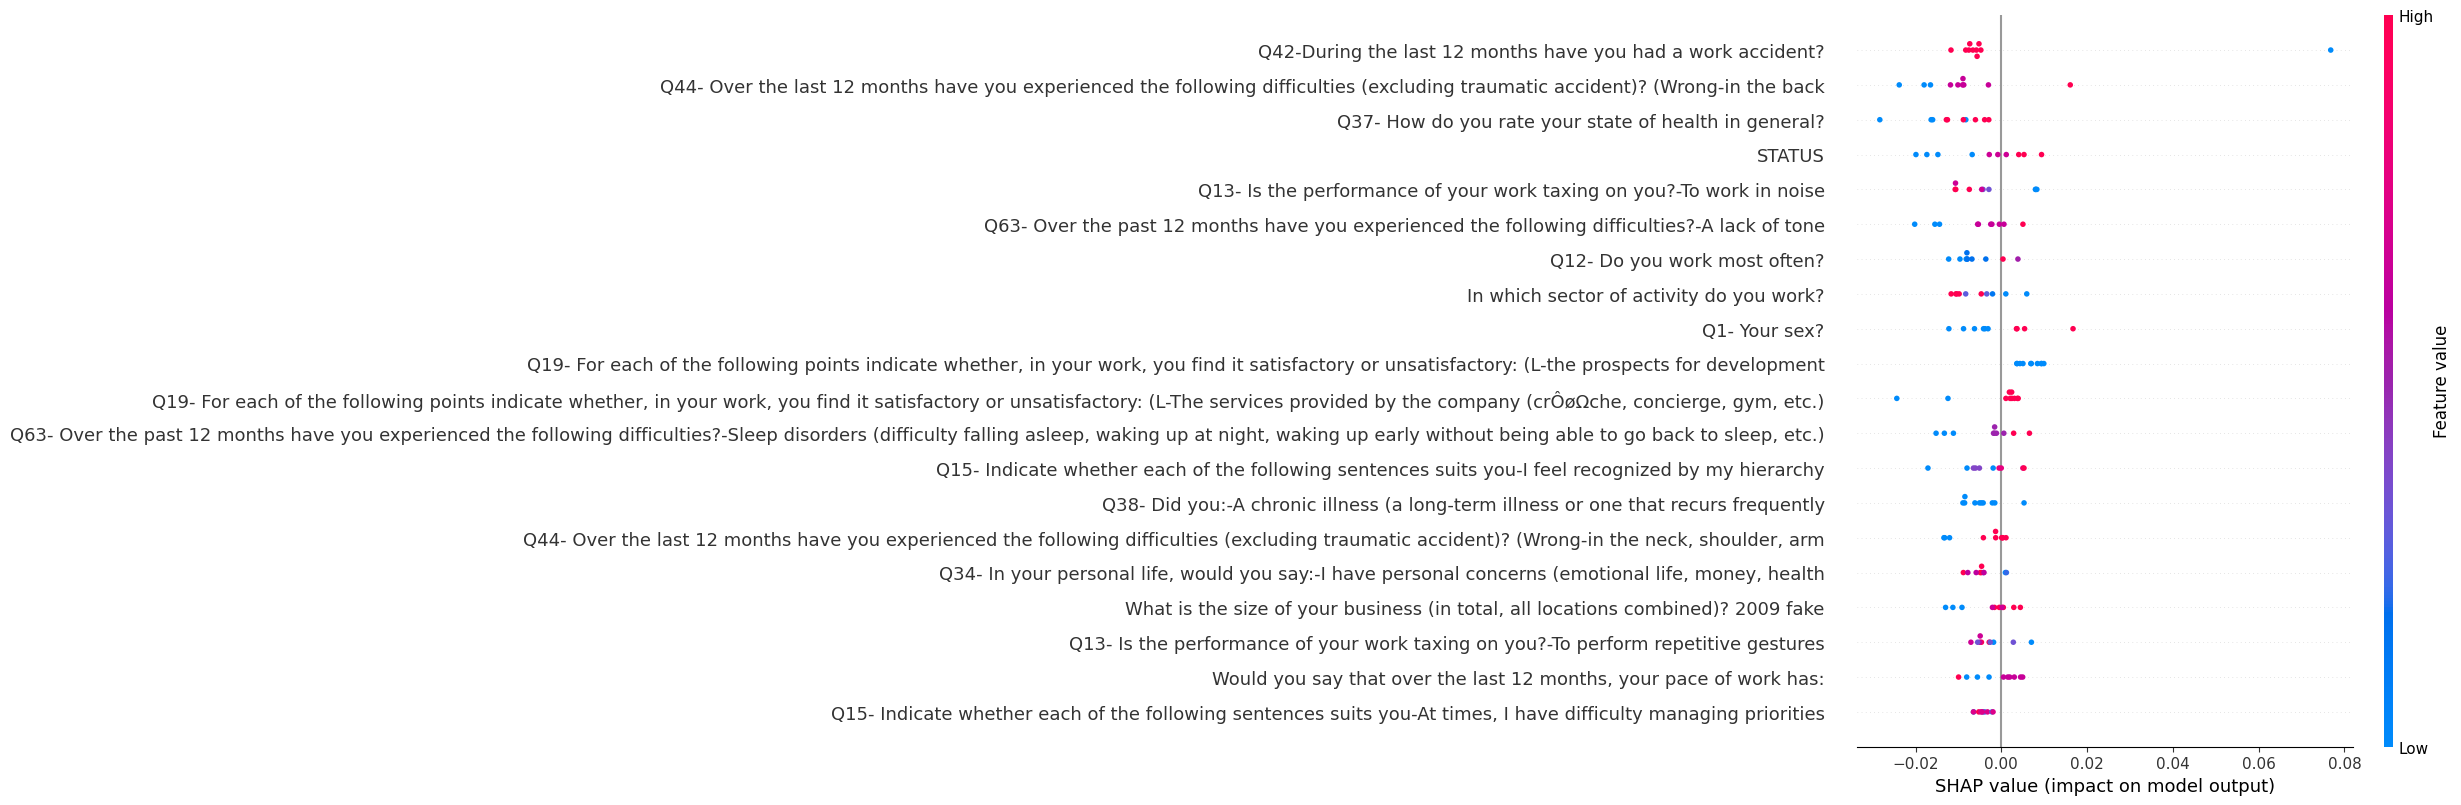 High
Q42-During the last 12 months have you had a work accident?
Q44- Over the last 12 months have you experienced the following difficulties (excluding traumatic accident)? (Wrong-in the back
Q37- How do you rate your state of health in general?
STATUS
Q13- Is the performance of your work taxing on you?-To work in noise
Q63- Over the past 12 months have you experienced the following difficulties?-A lack of tone
Q12- Do you work most often?
In which sector of activity do you work?
Q1- Your sex?
Q19- For each of the following points indicate whether, in your work, you find it satisfactory or unsatisfactory: (L-the prospects for development
Q19- For each of the following points indicate whether, in your work, you find it satisfactory or unsatisfactory: (L-The services provided by the company (crÔøΩche, concierge, gym, etc.)
Q63- Over the past 12 months have you experienced the following difficulties?-Sleep disorders (difficulty falling asleep, waking up at night, waking up early without being able to go back to sleep, etc.)
Q15- Indicate whether each of the following sentences suits you-I feel recognized by my hierarchy
Q38- Did you:-A chronic illness (a long-term illness or one that recurs frequently
Q44- Over the last 12 months have you experienced the following difficulties (excluding traumatic accident)? (Wrong-in the neck, shoulder, arm
Q34- In your personal life, would you say:-I have personal concerns (emotional life, money, health
What is the size of your business (in total, all locations combined)? 2009 fake
Q13- Is the performance of your work taxing on you?-To perform repetitive gestures
Would you say that over the last 12 months, your pace of work has:
Q15- Indicate whether each of the following sentences suits you-At times, I have difficulty managing priorities
Feature value
Low
−0.02 0.00 0.02 0.04 0.06 0.08
SHAP value (impact on model output)